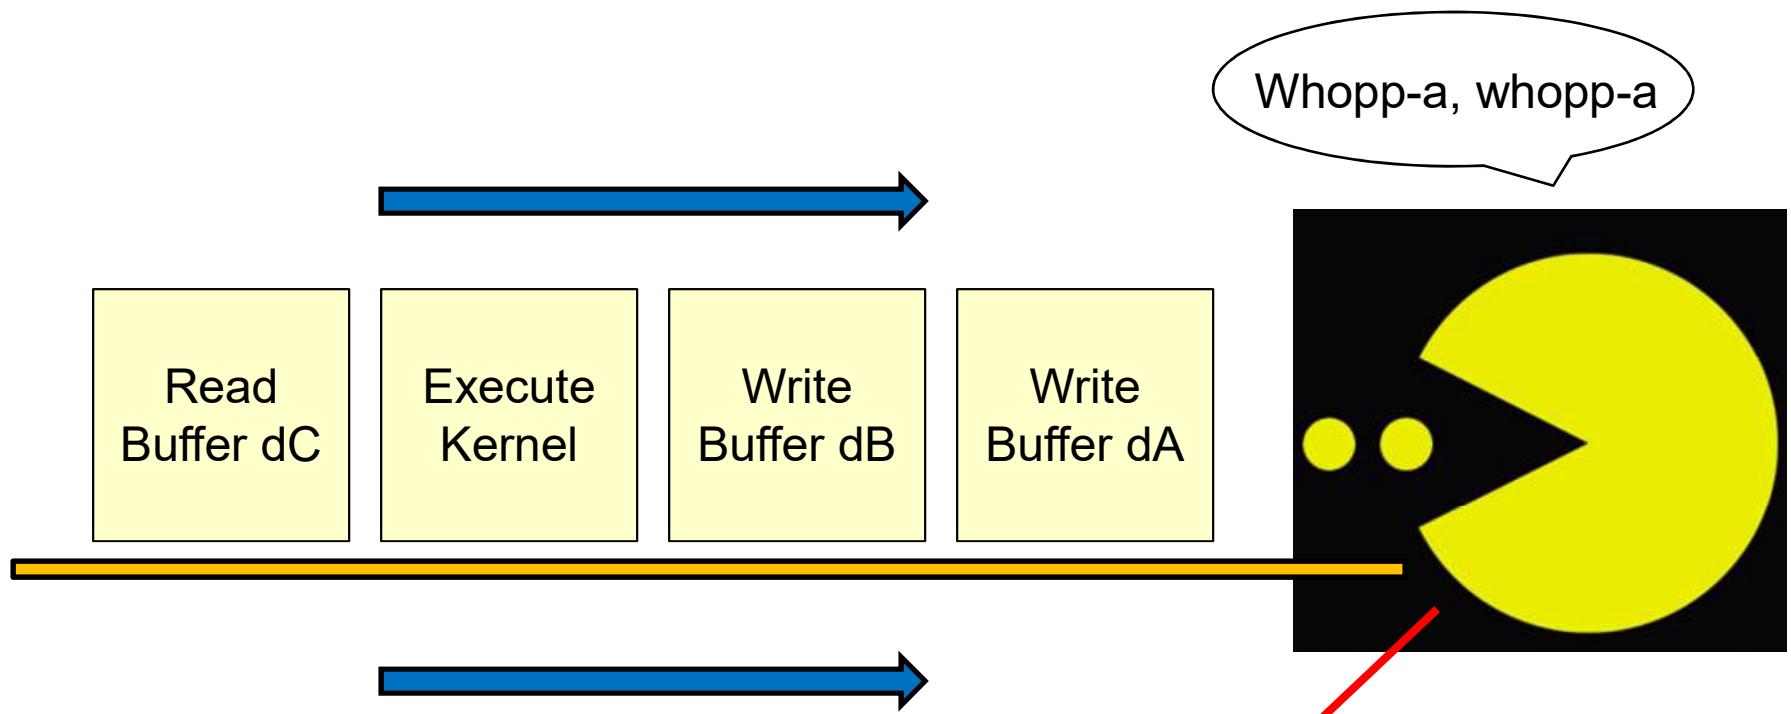 Whopp-a, whopp-a
Read
Buffer dC
Execute
Kernel
Write
Buffer dB
Write
Buffer dA